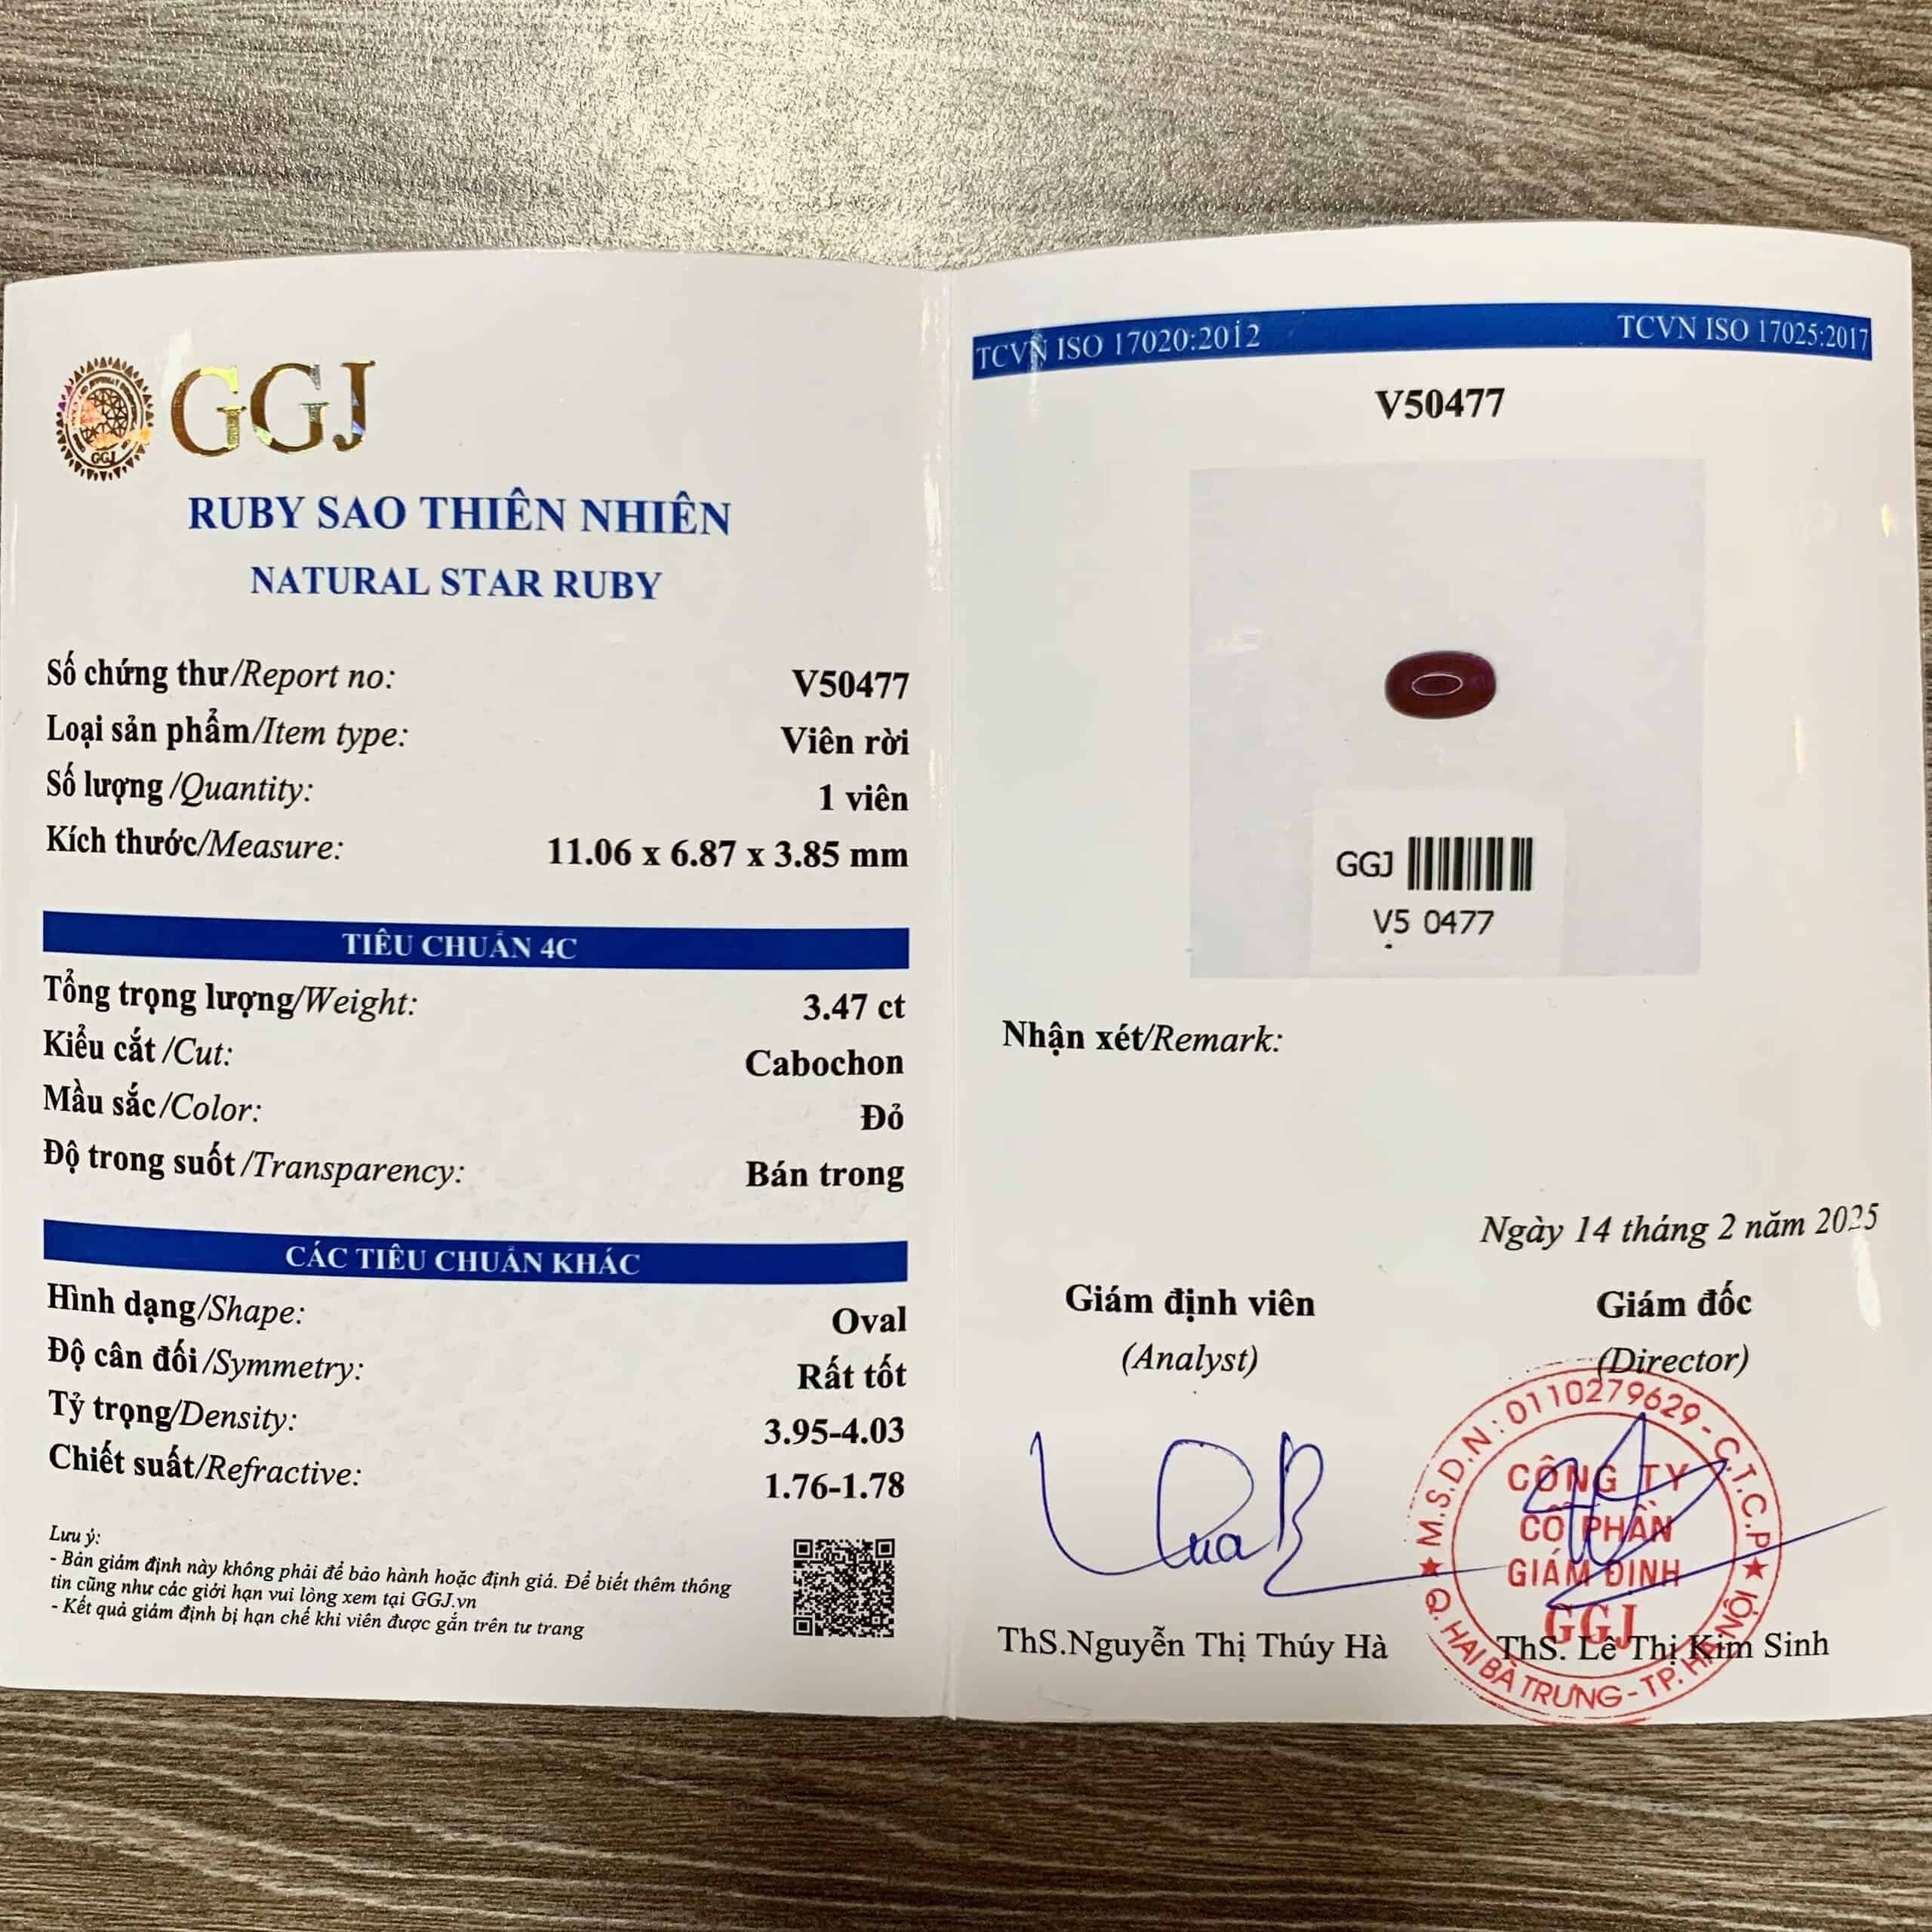 GGJ
GGJ
RUBY SAO THIÊN NHIÊN
NATURAL STAR RUBY
Số chứng thư/Report no: V50477
Loại sản phẩm/Item type: Viên rời
Số lượng /Quantity: 1 viên
Kích thước/Measure: 11.06 x 6.87 x 3.85 mm
TIÊU CHUẨN 4C
Tổng trọng lượng/Weight: 3.47 ct
Kiểu cắt /Cut: Cabochon
Mầu sắc/Color: Đỏ
Độ trong suốt /Transparency: Bán trong
CÁC TIÊU CHUẨN KHÁC
Hình dạng/Shape: Oval
Độ cân đối /Symmetry: Rất tốt
Tỷ trọng/Density: 3.95-4.03
Chiết suất/Refractive: 1.76-1.78
Lưu ý:
- Bản giám định này không phải để bảo hành hoặc định giá. Để biết thêm thông
tin cũng như các giới hạn vui lòng xem tại GGJ.vn
- Kết quả giám định bị hạn chế khi viên được gắn trên tư trang
TCVN ISO 17020:2012 TCVN ISO 17025:2017
V50477
GGJ
V5 0477
Nhận xét/Remark:
Ngày 14 tháng 2 năm 2025
Giám định viên Giám đốc
(Analyst) (Director)
M.S.D.N: 0110279629 - C.T.C.P
CÔNG TY
CỔ PHẦN
GIÁM ĐỊNH
GGJ
Q. HAI BÀ TRƯNG - TP. HÀ NỘI
ThS.Nguyễn Thị Thúy Hà ThS. Lê Thị Kim Sinh